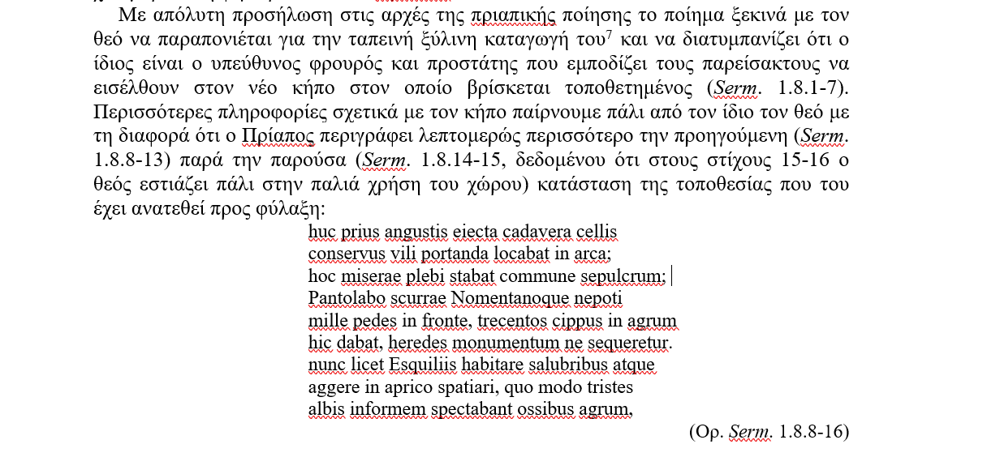 Με απόλυτη προσήλωση στις αρχές της πριαπικής ποίησης το ποίημα ξεκινά με τον
θεό να παραπονιέται για την ταπεινή ξύλινη καταγωγή του⁷ και να διατυμπανίζει ότι ο
ίδιος είναι ο υπεύθυνος φρουρός και προστάτης που εμποδίζει τους παρείσακτους να
εισέλθουν στον νέο κήπο στον οποίο βρίσκεται τοποθετημένος (Serm. 1.8.1-7).
Περισσότερες πληροφορίες σχετικά με τον κήπο παίρνουμε πάλι από τον ίδιο τον θεό με
τη διαφορά ότι ο Πρίαπος περιγράφει λεπτομερώς περισσότερο την προηγούμενη (Serm.
1.8.8-13) παρά την παρούσα (Serm. 1.8.14-15, δεδομένου ότι στους στίχους 15-16 ο
θεός εστιάζει πάλι στην παλιά χρήση του χώρου) κατάσταση της τοποθεσίας που του
έχει ανατεθεί προς φύλαξη:
huc prius angustis eiecta cadavera cellis
conservus vili portanda locabat in arca;
hoc miserae plebi stabat commune sepulcrum;
Pantolabo scurrae Nomentanoque nepoti
mille pedes in fronte, trecentos cippus in agrum
hic dabat, heredes monumentum ne sequeretur.
nunc licet Esquiliis habitare salubribus atque
aggere in aprico spatiari, quo modo tristes
albis informem spectabant ossibus agrum,
(Ορ. Serm. 1.8.8-16)